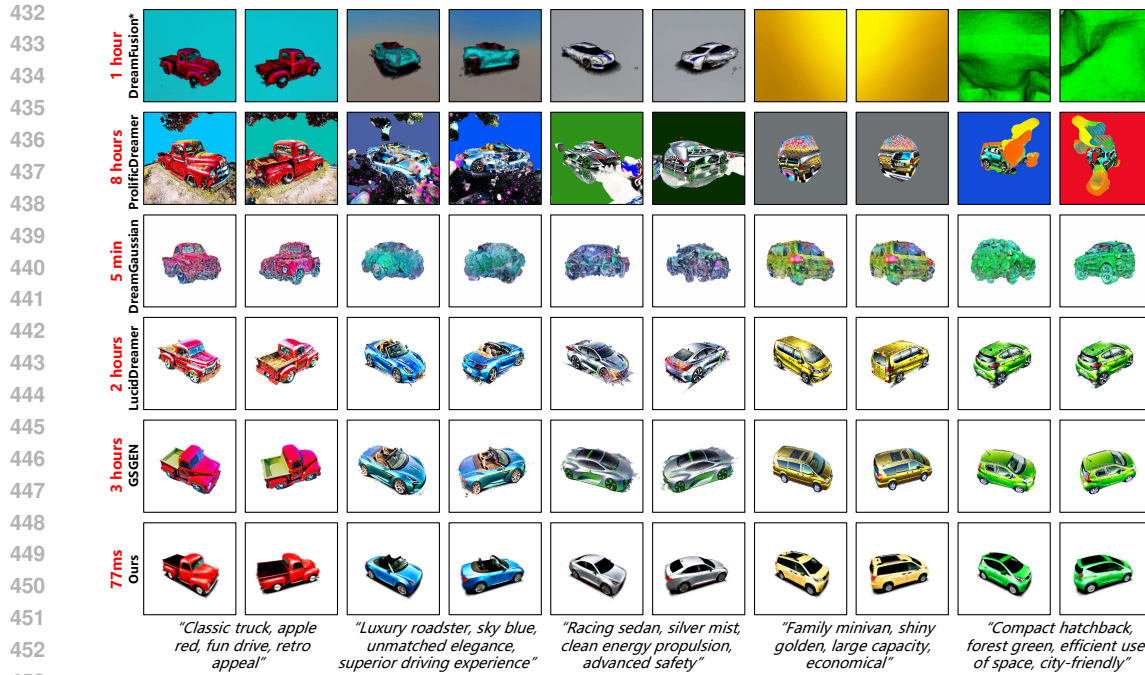 432
433
434
435
436
437
438
439
440
441
442
443
444
445
446
447
448
449
450
451
452
1 hour
DreamFusion*
8 hours
ProlificDreamer
5 min
DreamGaussian
2 hours
LucidDreamer
3 hours
GSGEN
77ms
Ours
"Classic truck, apple
red, fun drive, retro
appeal"
"Luxury roadster, sky blue,
unmatched elegance,
superior driving experience"
"Racing sedan, silver mist,
clean energy propulsion,
advanced safety"
"Family minivan, shiny
golden, large capacity,
economical"
"Compact hatchback,
forest green, efficient use
of space, city-friendly"